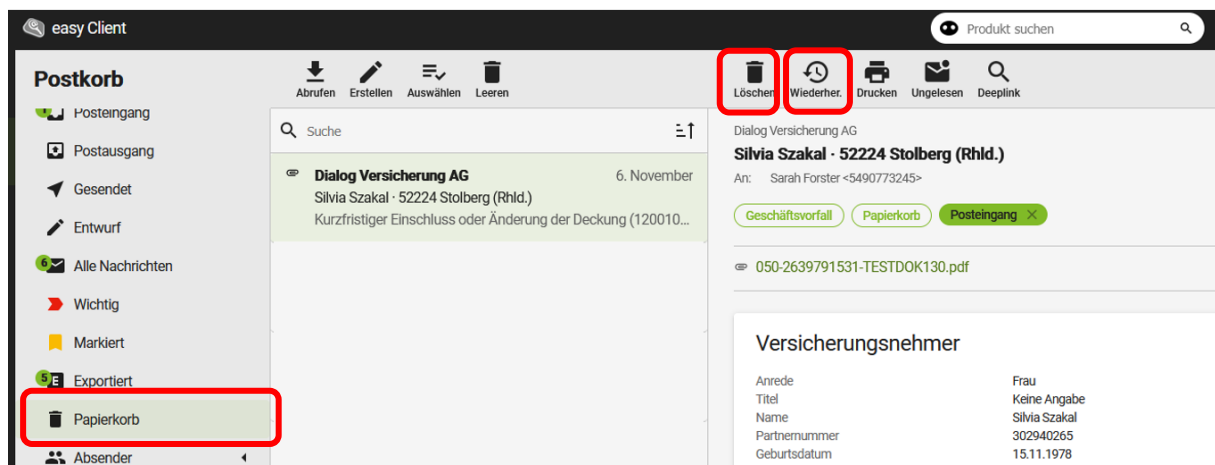 easy Client
Produkt suchen
Postkorb
Abrufen Erstellen Auswählen Leeren
Löschen Wiederher. Drucken Ungelesen Deeplink
Posteingang
Postausgang
Gesendet
Entwurf
6 Alle Nachrichten
Wichtig
Markiert
5 Exportiert
Papierkorb
Absender
Suche
Dialog Versicherung AG 6. November
Silvia Szakal · 52224 Stolberg (Rhld.)
Kurzfristiger Einschluss oder Änderung der Deckung (120010...
Dialog Versicherung AG
Silvia Szakal · 52224 Stolberg (Rhld.)
An: Sarah Forster <5490773245>
Geschäftsvorfall Papierkorb Posteingang
050-2639791531-TESTDOK130.pdf
Versicherungsnehmer
Anrede Frau
Titel Keine Angabe
Name Silvia Szakal
Partnernummer 302940265
Geburtsdatum 15.11.1978